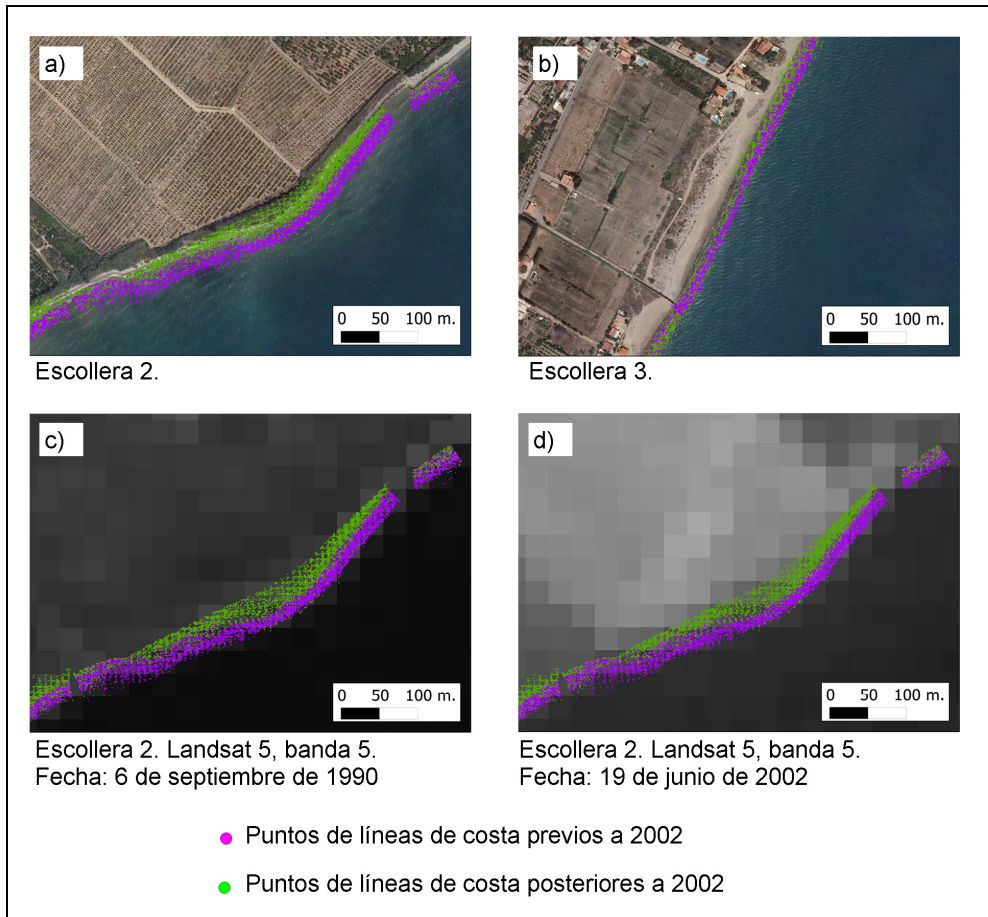 a)
0 50 100 m.
Escollera 2.
b)
0 50 100 m.
Escollera 3.
c)
0 50 100 m.
Escollera 2. Landsat 5, banda 5.
Fecha: 6 de septiembre de 1990
d)
0 50 100 m.
Escollera 2. Landsat 5, banda 5.
Fecha: 19 de junio de 2002
Puntos de líneas de costa previos a 2002
Puntos de líneas de costa posteriores a 2002